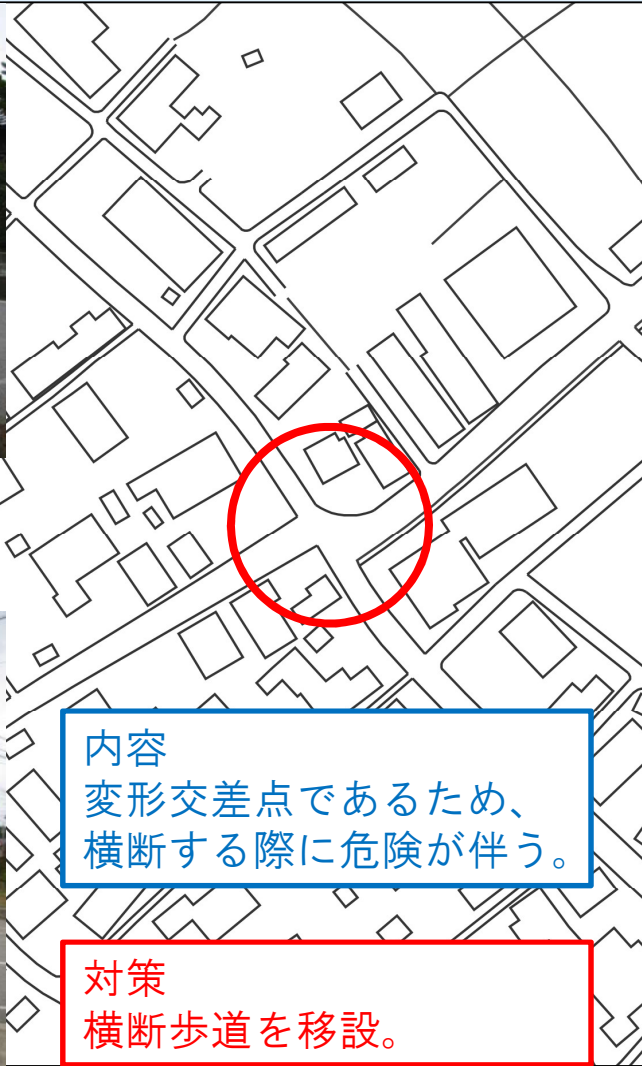 内容
変形交差点であるため、
横断する際に危険が伴う。
対策
横断歩道を移設。